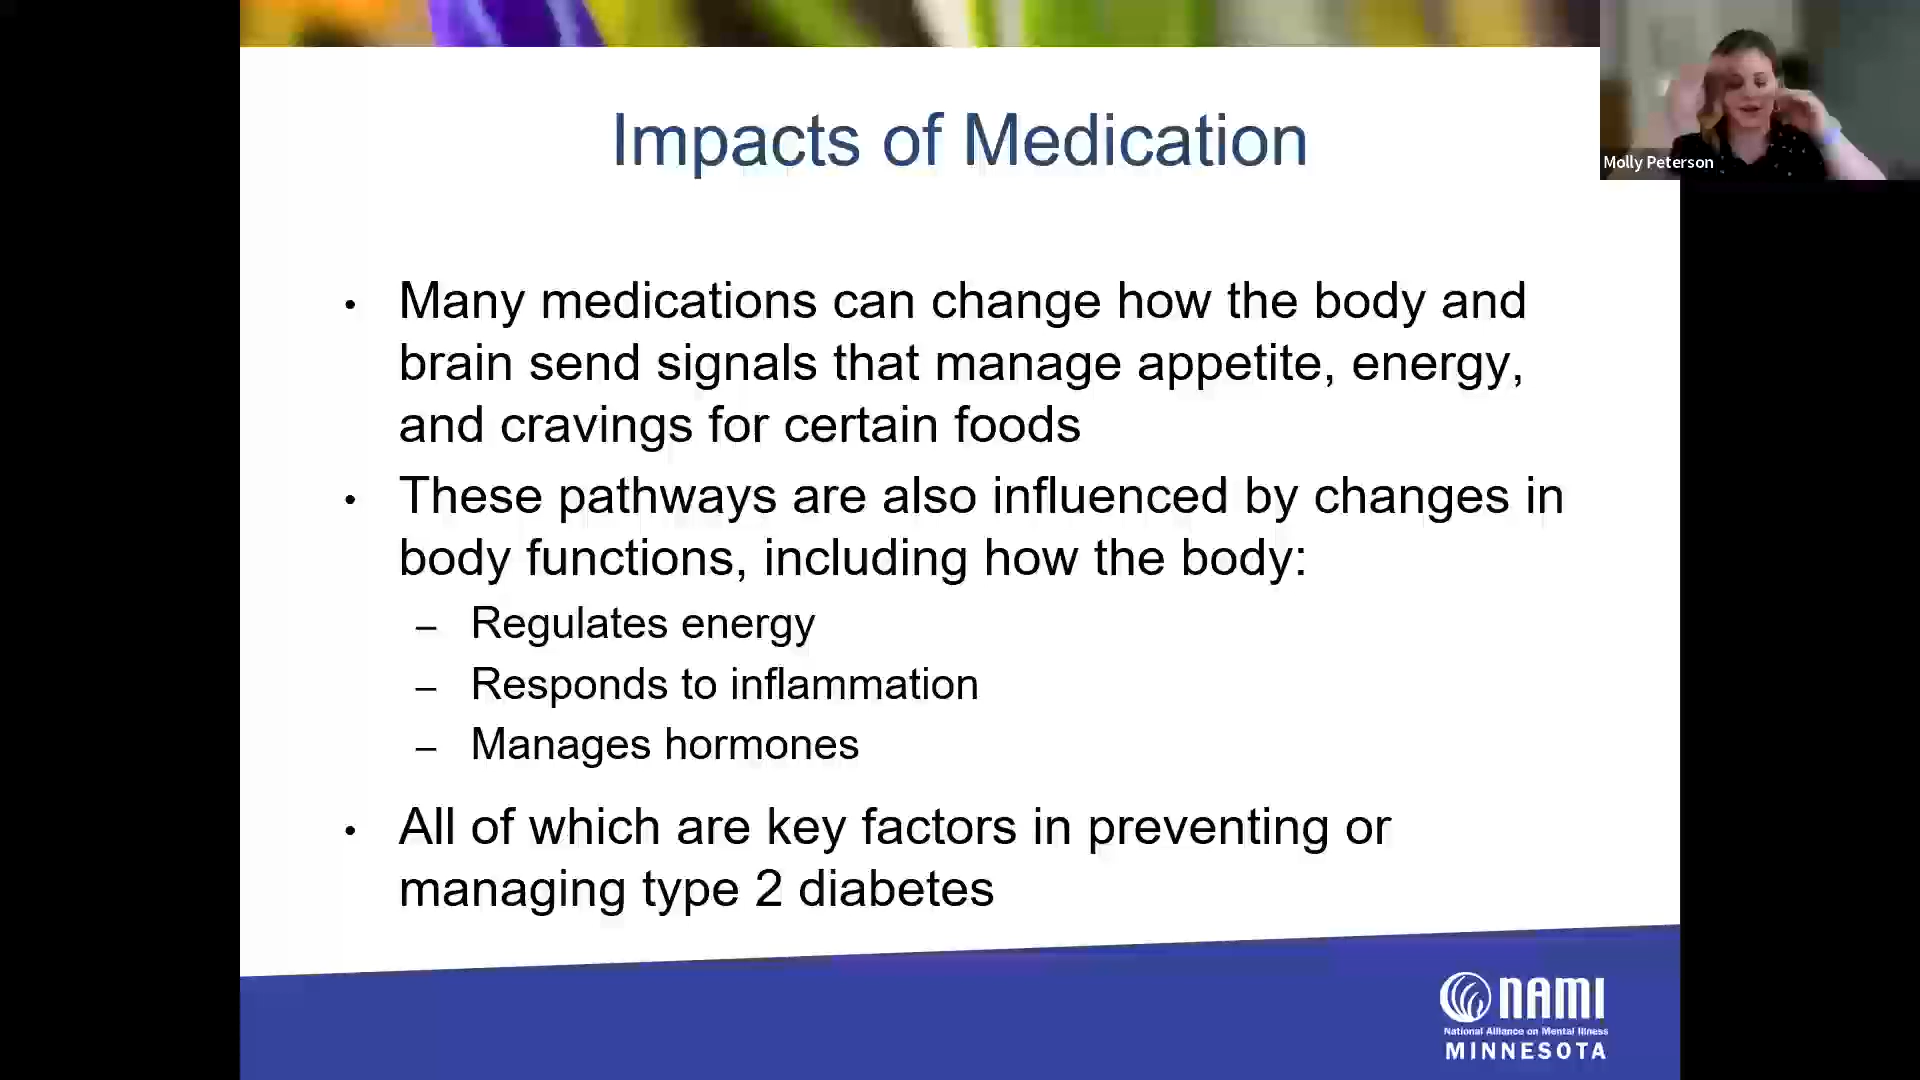 Impacts of Medication
Molly Peterson
• Many medications can change how the body and
brain send signals that manage appetite, energy,
and cravings for certain foods
• These pathways are also influenced by changes in
body functions, including how the body:
– Regulates energy
– Responds to inflammation
– Manages hormones
• All of which are key factors in preventing or
managing type 2 diabetes
NAMI
National Alliance on Mental Illness
MINNESOTA